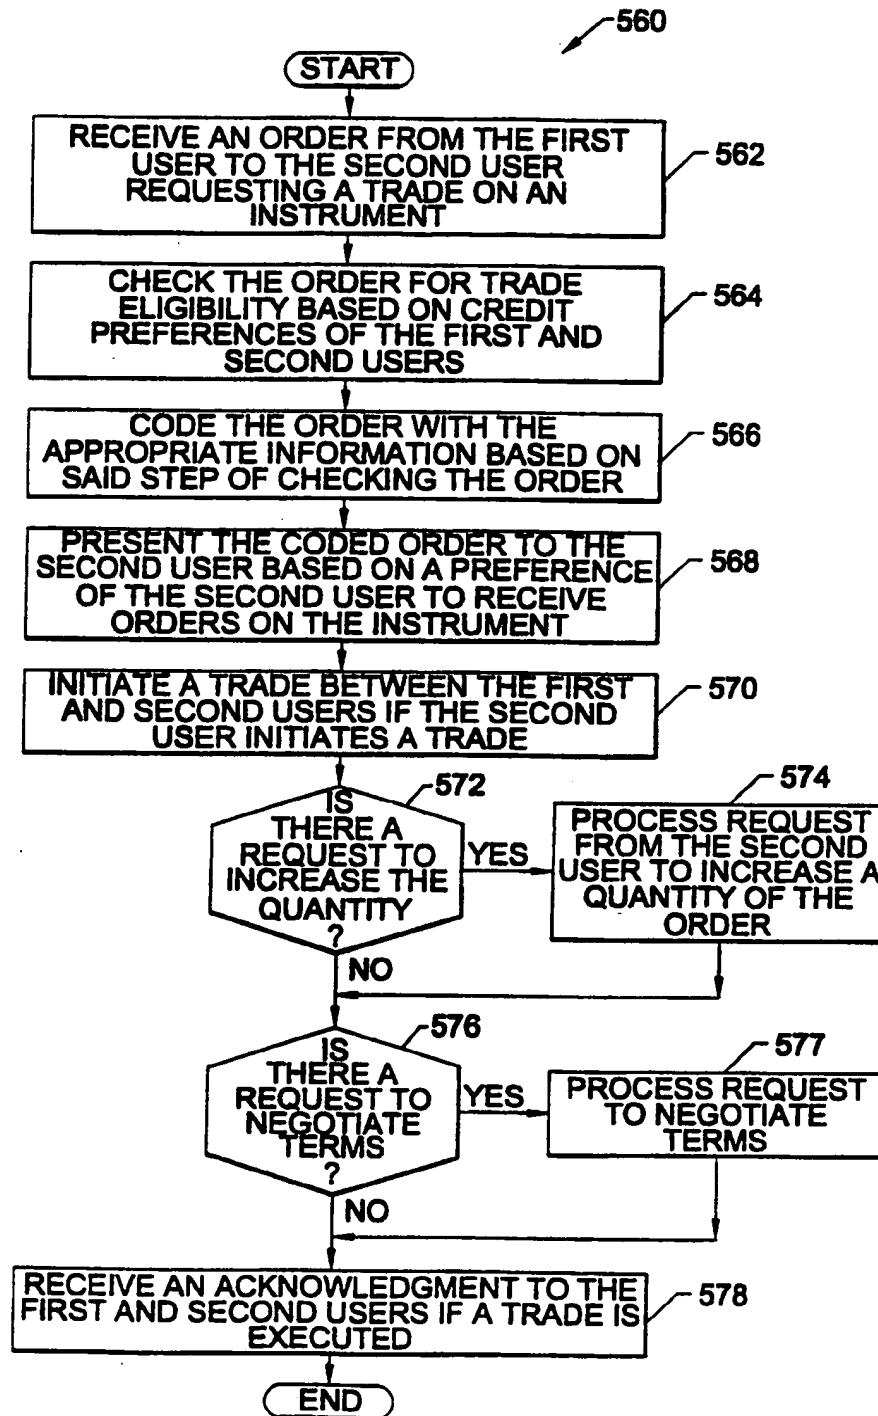 560
START
RECEIVE AN ORDER FROM THE FIRST
USER TO THE SECOND USER
REQUESTING A TRADE ON AN
INSTRUMENT
562
CHECK THE ORDER FOR TRADE
ELIGIBILITY BASED ON CREDIT
PREFERENCES OF THE FIRST AND
SECOND USERS
564
CODE THE ORDER WITH THE
APPROPRIATE INFORMATION BASED ON
SAID STEP OF CHECKING THE ORDER
566
PRESENT THE CODED ORDER TO THE
SECOND USER BASED ON A PREFERENCE
OF THE SECOND USER TO RECEIVE
ORDERS ON THE INSTRUMENT
568
INITIATE A TRADE BETWEEN THE FIRST
AND SECOND USERS IF THE SECOND
USER INITIATES A TRADE
570
572
IS
THERE A
REQUEST TO
INCREASE THE
QUANTITY
?
YES
574
PROCESS REQUEST
FROM THE SECOND
USER TO INCREASE A
QUANTITY OF THE
ORDER
NO
576
IS
THERE A
REQUEST TO
NEGOTIATE
TERMS
?
YES
577
PROCESS REQUEST
TO NEGOTIATE
TERMS
NO
RECEIVE AN ACKNOWLEDGMENT TO THE
FIRST AND SECOND USERS IF A TRADE IS
EXECUTED
578
END